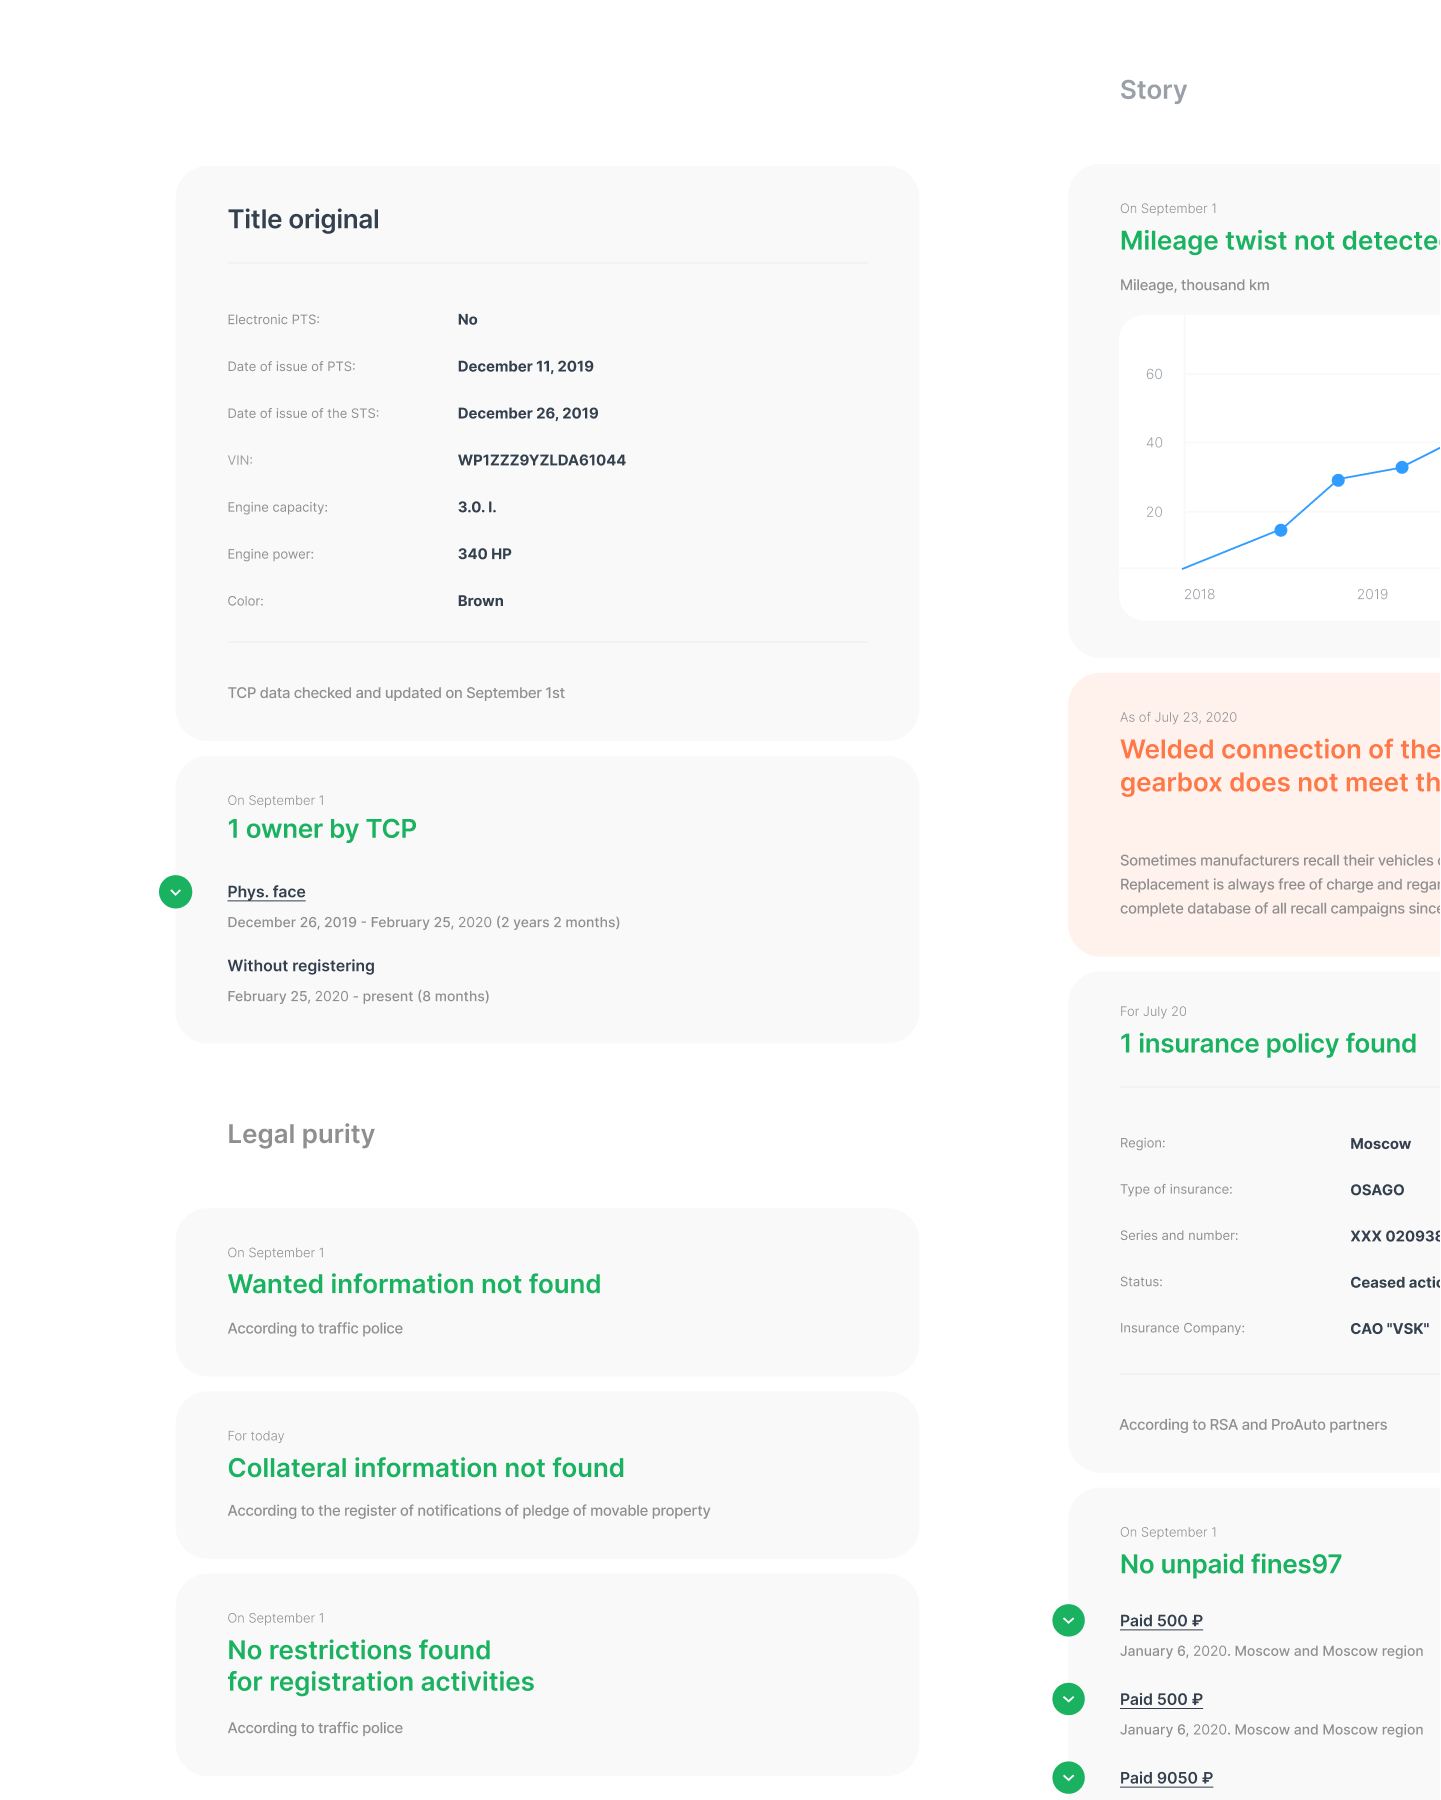 Title original
Electronic PTS: No
Date of issue of PTS: December 11, 2019
Date of issue of the STS: December 26, 2019
VIN: WP1ZZZ9YZLDA61044
Engine capacity: 3.0. l.
Engine power: 340 HP
Color: Brown
TCP data checked and updated on September 1st
On September 1
1 owner by TCP
Phys. face
December 26, 2019 - February 25, 2020 (2 years 2 months)
Without registering
February 25, 2020 - present (8 months)
Legal purity
On September 1
Wanted information not found
According to traffic police
For today
Collateral information not found
According to the register of notifications of pledge of movable property
On September 1
No restrictions found
for registration activities
According to traffic police
Story
On September 1
Mileage twist not detecte
Mileage, thousand km
60
40
20
2018 2019
As of July 23, 2020
Welded connection of the
gearbox does not meet th
Sometimes manufacturers recall their vehicles
Replacement is always free of charge and regar
complete database of all recall campaigns since
For July 20
1 insurance policy found
Region: Moscow
Type of insurance: OSAGO
Series and number: XXX 020938
Status: Ceased actio
Insurance Company: CAO "VSK"
According to RSA and ProAuto partners
On September 1
No unpaid fines97
Paid 500 ₽
January 6, 2020. Moscow and Moscow region
Paid 500 ₽
January 6, 2020. Moscow and Moscow region
Paid 9050 ₽